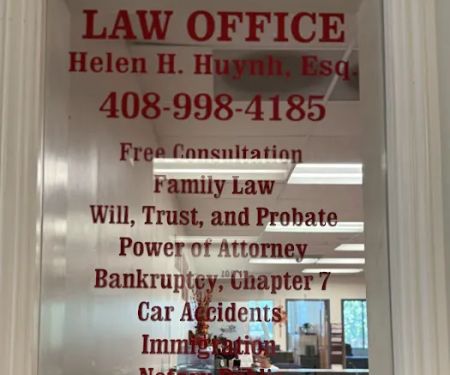 LAW OFFICE
Helen H. Huynh, Esq.
408-998-4185
Free Consultation
Family Law
Will, Trust, and Probate
Power of Attorney
Bankruptcy, Chapter 7
Car Accidents
Immigration